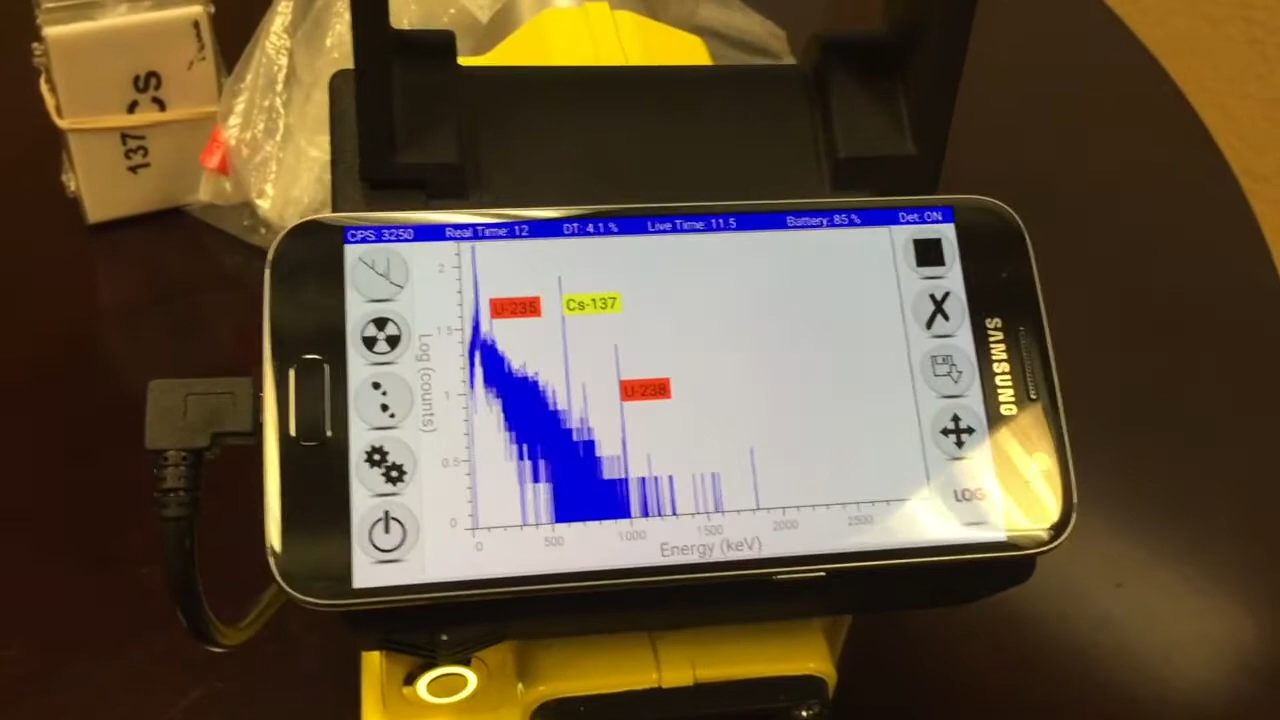 137 Cs
CPS: 3250 Real Time: 12 DT: 4.1 % Live Time: 11.5 Battery: 85 % Det: ON
2
1.5
1
0.5
0
Log (counts)
U-235
Cs-137
U-238
0 500 1000 1500 2000 2500
Energy (keV)
LOG
SAMSUNG